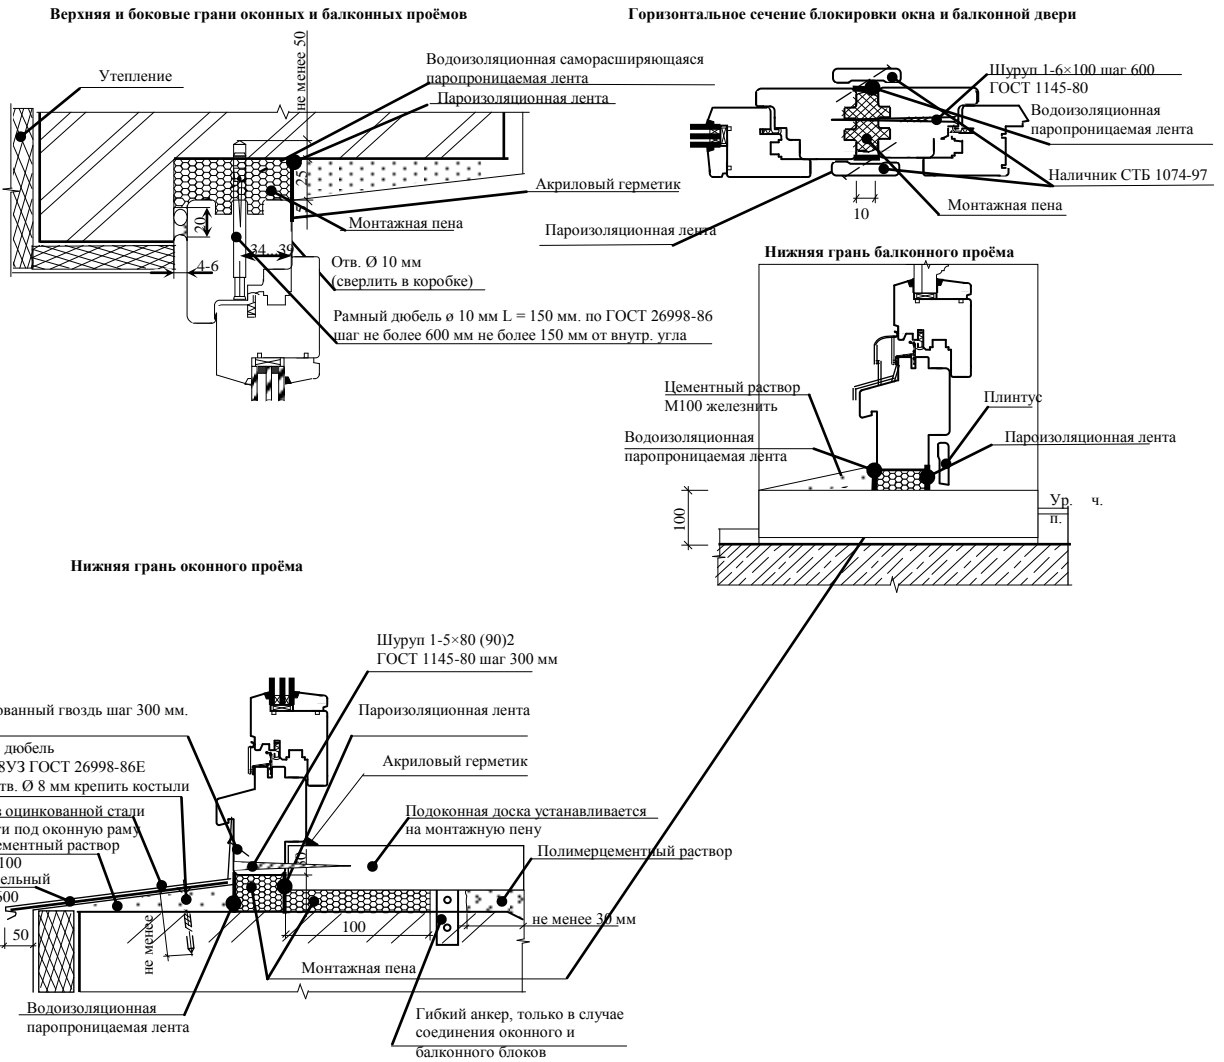 Верхняя и боковые грани оконных и балконных проёмов
не менее 50
Водоизоляционная саморасширяющаяся
паропроницаемая лента
Пароизоляционная лента
Утепление
25
5
Акриловый герметик
Монтажная пена
20
34...39
4-6
Отв. Ø 10 мм
(сверлить в коробке)
Рамный дюбель ø 10 мм L = 150 мм. по ГОСТ 26998-86
шаг не более 600 мм не более 150 мм от внутр. угла
Горизонтальное сечение блокировки окна и балконной двери
Шуруп 1-6×100 шаг 600
ГОСТ 1145-80
Водоизоляционная
паропроницаемая лента
Наличник СТБ 1074-97
Монтажная пена
10
Пароизоляционная лента
Нижняя грань балконного проёма
Цементный раствор
М100 железнить
Плинтус
Водоизоляционная
паропроницаемая лента
Пароизоляционная лента
100
Ур. ч.
п.
Нижняя грань оконного проёма
Шуруп 1-5×80 (90)2
ГОСТ 1145-80 шаг 300 мм
ованный гвоздь шаг 300 мм.
Пароизоляционная лента
дюбель
8УЗ ГОСТ 26998-86Е
тв. Ø 8 мм крепить костыли
Акриловый герметик
в оцинкованной стали
ти под оконную раму
ементный раствор
100
ельный
600
Подоконная доска устанавливается
на монтажную пену
Полимерцементный раствор
50
не менее
100
не менее 30 мм
Монтажная пена
Водоизоляционная
паропроницаемая лента
Гибкий анкер, только в случае
соединения оконного и
балконного блоков